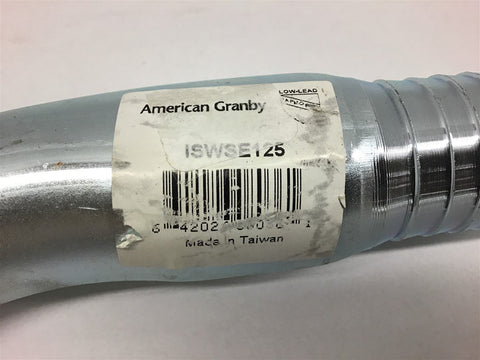 LOW-LEAD
American Granby
ISWSE125
Made in Taiwan